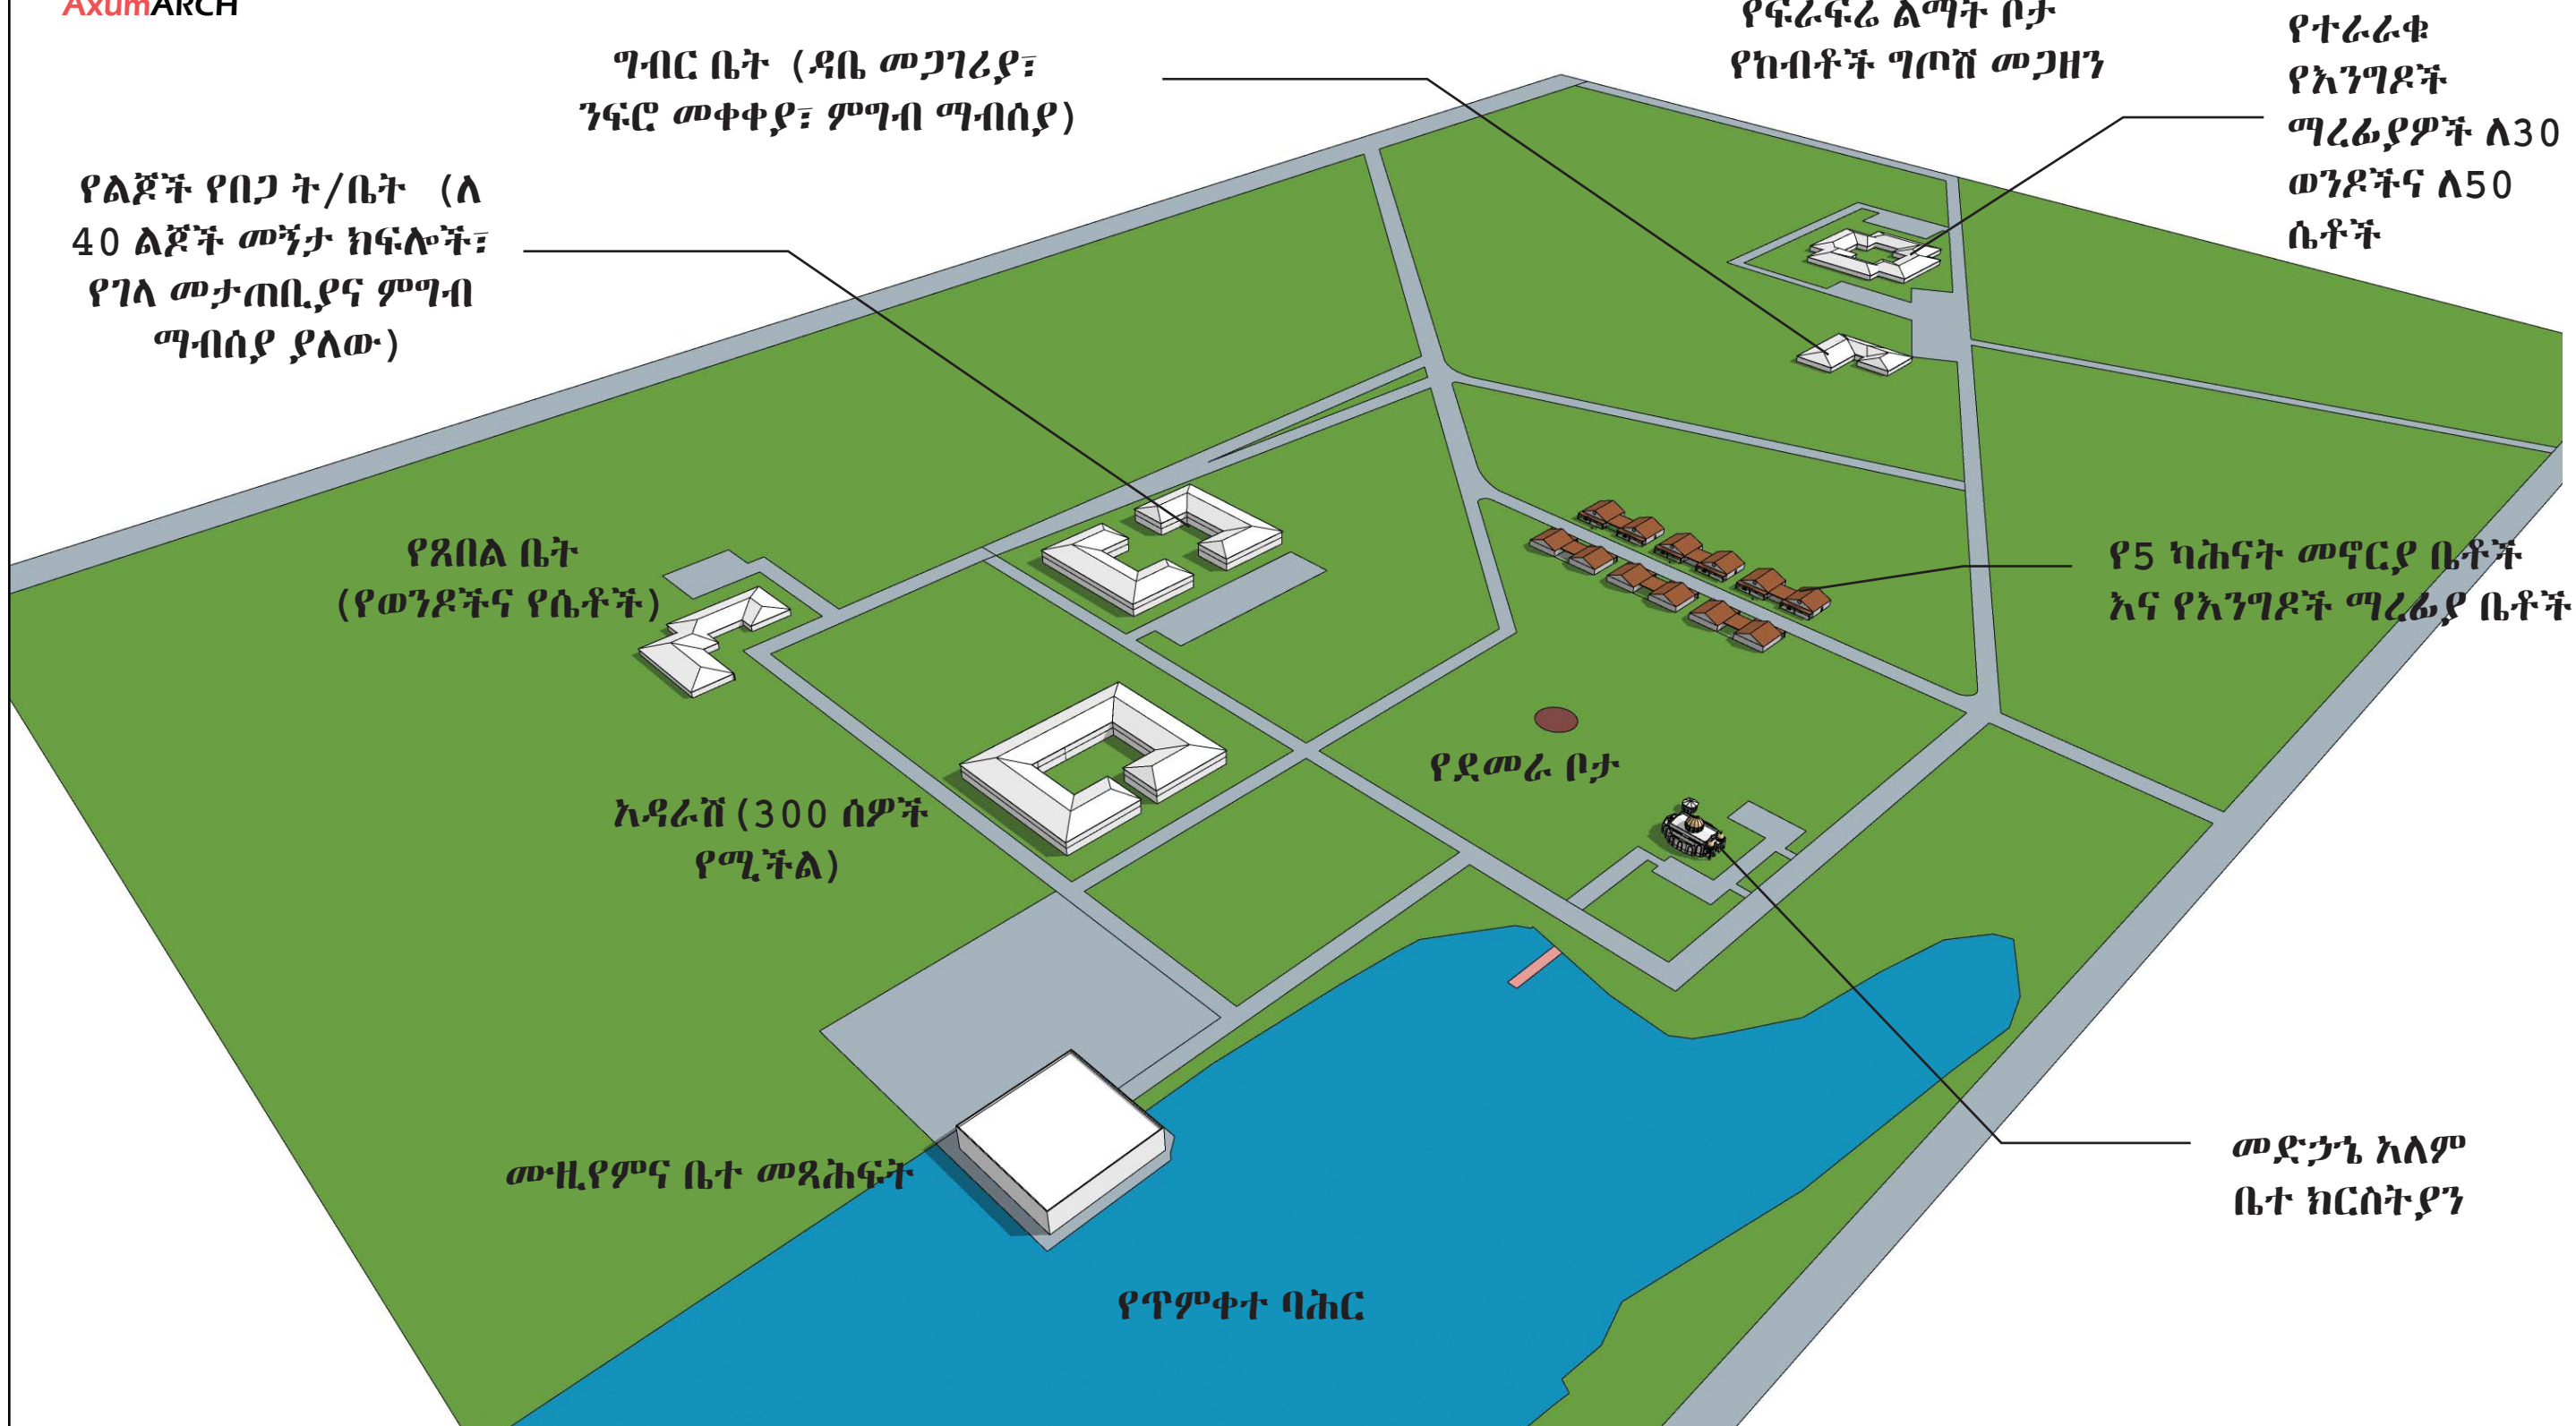 AxumARCH
የፍራፍሬ ልማት ቦታ
የከብቶች ግጦሽ መጋዘን
የተራራቁ
የእንግዶች
ማረፊያዎች ለ30
ወንዶችና ለ50
ሴቶች
ግብር ቤት (ዳቤ መጋገሪያ፣
ንፍሮ መቀቀያ፣ ምግብ ማብሰያ)
የልጆች የበጋ ት/ቤት (ለ
40 ልጆች መኝታ ክፍሎች፣
የገላ መታጠቢያና ምግብ
ማብሰያ ያለው)
የጸበል ቤት
(የወንዶችና የሴቶች)
የ5 ካሕናት መኖርያ ቤቶች
እና የእንግዶች ማረፊያ ቤቶች
የደመራ ቦታ
አዳራሽ (300 ሰዎች
የሚችል)
ሙዚየምና ቤተ መጻሕፍት
መድኃኔ አለም
ቤተ ክርስትያን
የጥምቀተ ባሕር